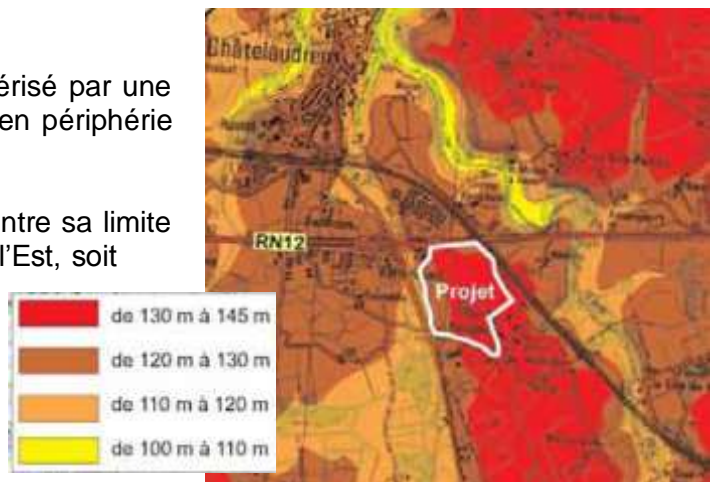 érisé par une
en périphérie
ntre sa limite
l'Est, soit
Châtelaudren
RN12
Projet
de 130 m à 145 m
de 120 m à 130 m
de 110 m à 120 m
de 100 m à 110 m